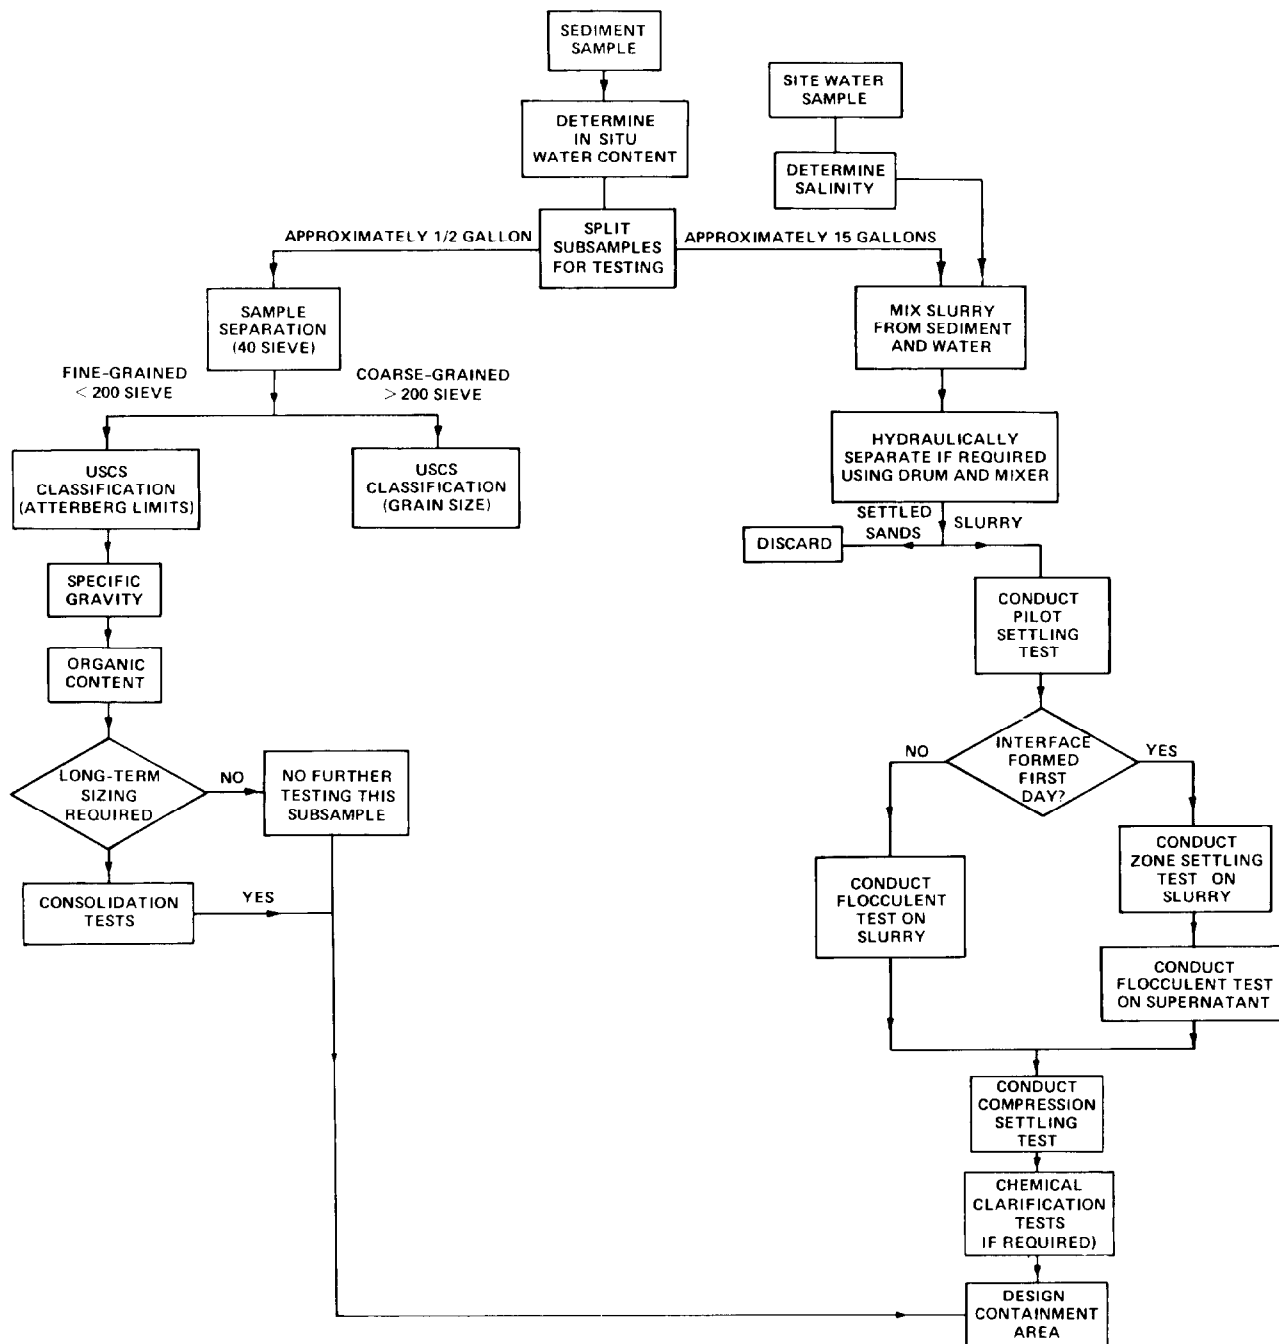 SEDIMENT
SAMPLE
SITE WATER
SAMPLE
DETERMINE
IN SITU
WATER CONTENT
DETERMINE
SALINITY
APPROXIMATELY 1/2 GALLON
SPLIT
SUBSAMPLES
FOR TESTING
APPROXIMATELY 15 GALLONS
SAMPLE
SEPARATION
(40 SIEVE)
MIX SLURRY
FROM SEDIMENT
AND WATER
FINE-GRAINED
< 200 SIEVE
COARSE-GRAINED
> 200 SIEVE
USCS
CLASSIFICATION
(ATTERBERG LIMITS)
USCS
CLASSIFICATION
(GRAIN SIZE)
HYDRAULICALLY
SEPARATE IF REQUIRED
USING DRUM AND MIXER
SETTLED
SANDS
SLURRY
DISCARD
SPECIFIC
GRAVITY
CONDUCT
PILOT
SETTLING
TEST
ORGANIC
CONTENT
LONG-TERM
SIZING
REQUIRED
NO
NO FURTHER
TESTING THIS
SUBSAMPLE
NO
INTERFACE
FORMED
FIRST
DAY?
YES
CONSOLIDATION
TESTS
YES
CONDUCT
FLOCCULENT
TEST ON
SLURRY
CONDUCT
ZONE SETTLING
TEST ON
SLURRY
CONDUCT
FLOCCULENT TEST
ON SUPERNATANT
CONDUCT
COMPRESSION
SETTLING
TEST
CHEMICAL
CLARIFICATION
TESTS
IF REQUIRED)
DESIGN
CONTAINMENT
AREA